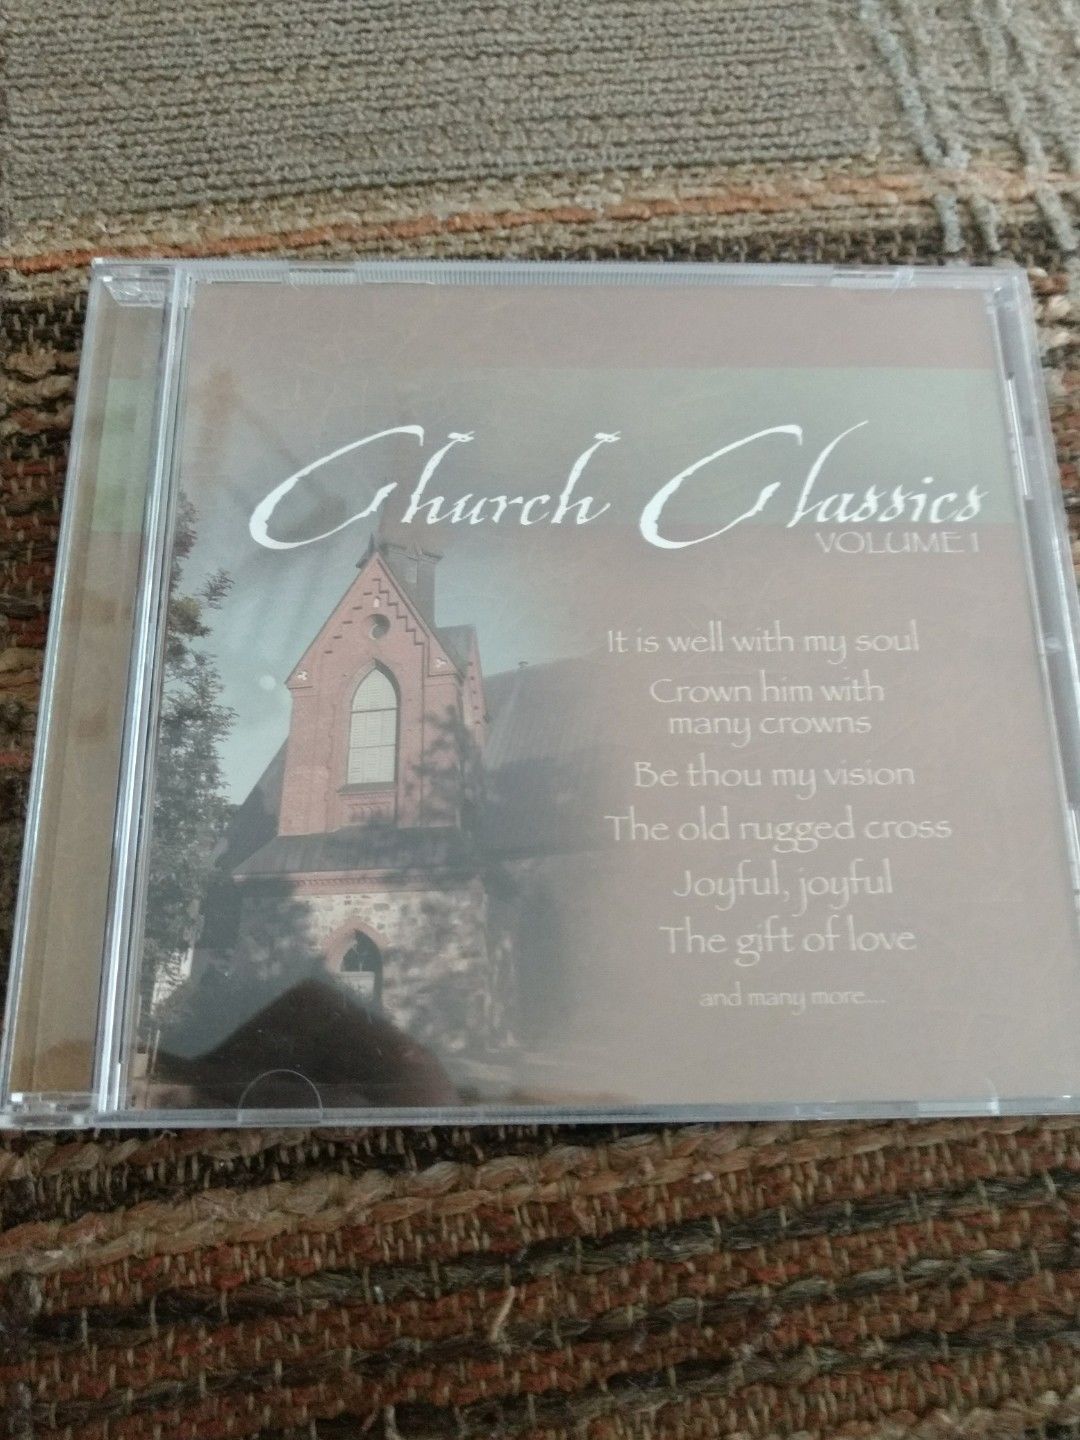 Church Classics
VOLUME 1
It is well with my soul
Crown him with
many crowns
Be thou my vision
The old rugged cross
Joyful, joyful
The gift of love
and many more....